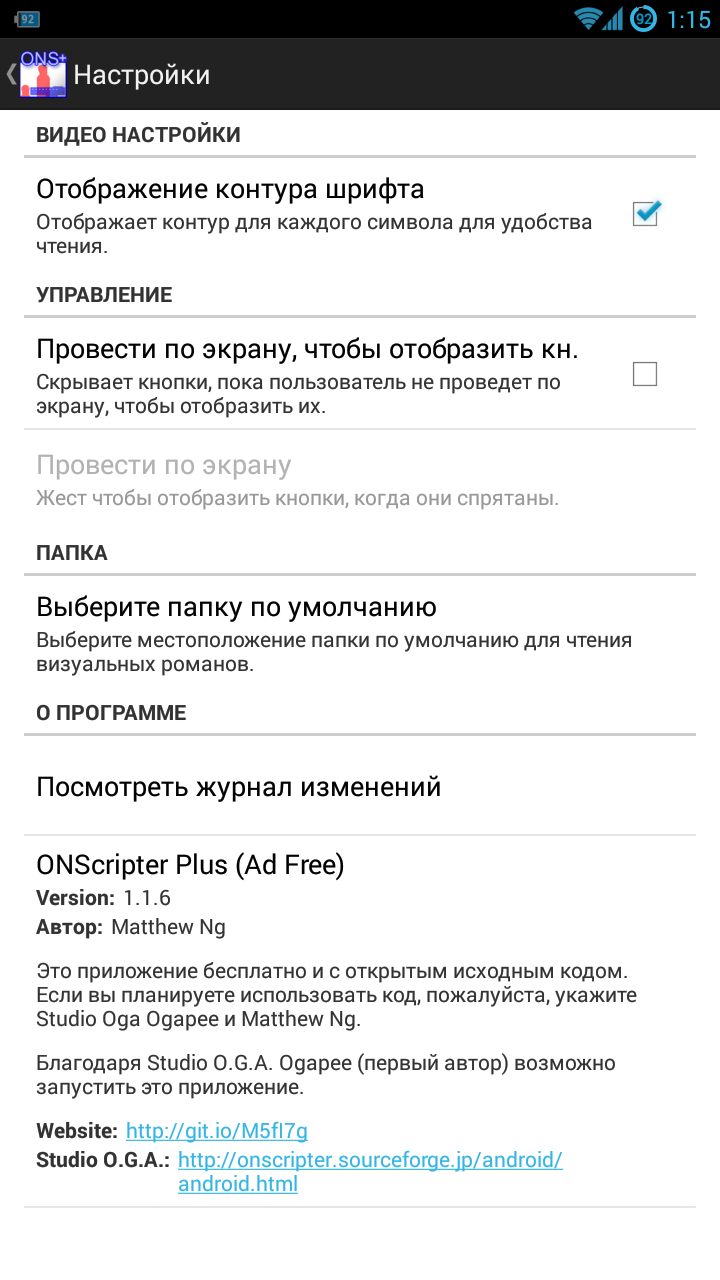 92
92
1:15
ONS+
Настройки
ВИДЕО НАСТРОЙКИ
Отображение контура шрифта
Отображает контур для каждого символа для удобства
чтения.
УПРАВЛЕНИЕ
Провести по экрану, чтобы отобразить кн.
Скрывает кнопки, пока пользователь не проведет по
экрану, чтобы отобразить их.
Провести по экрану
Жест чтобы отобразить кнопки, когда они спрятаны.
ПАПКА
Выберите папку по умолчанию
Выберите местоположение папки по умолчанию для чтения
визуальных романов.
О ПРОГРАММЕ
Посмотреть журнал изменений
ONScripter Plus (Ad Free)
Version: 1.1.6
Автор: Matthew Ng
Это приложение бесплатно и с открытым исходным кодом.
Если вы планируете использовать код, пожалуйста, укажите
Studio Oga Ogapee и Matthew Ng.
Благодаря Studio O.G.A. Ogapee (первый автор) возможно
запустить это приложение.
Website: http://git.io/M5fI7g
Studio O.G.A.: http://onscripter.sourceforge.jp/android/
android.html